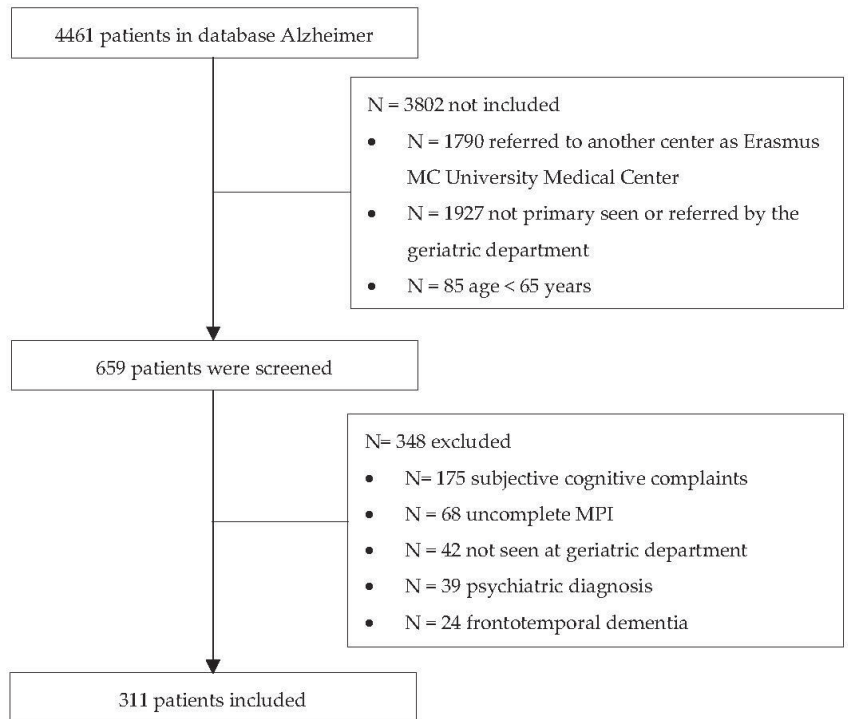 4461 patients in database Alzheimer
N = 3802 not included
• N = 1790 referred to another center as Erasmus
MC University Medical Center
• N = 1927 not primary seen or referred by the
geriatric department
• N = 85 age < 65 years
659 patients were screened
N= 348 excluded
• N= 175 subjective cognitive complaints
• N = 68 uncomplete MPI
• N = 42 not seen at geriatric department
• N = 39 psychiatric diagnosis
• N = 24 frontotemporal dementia
311 patients included